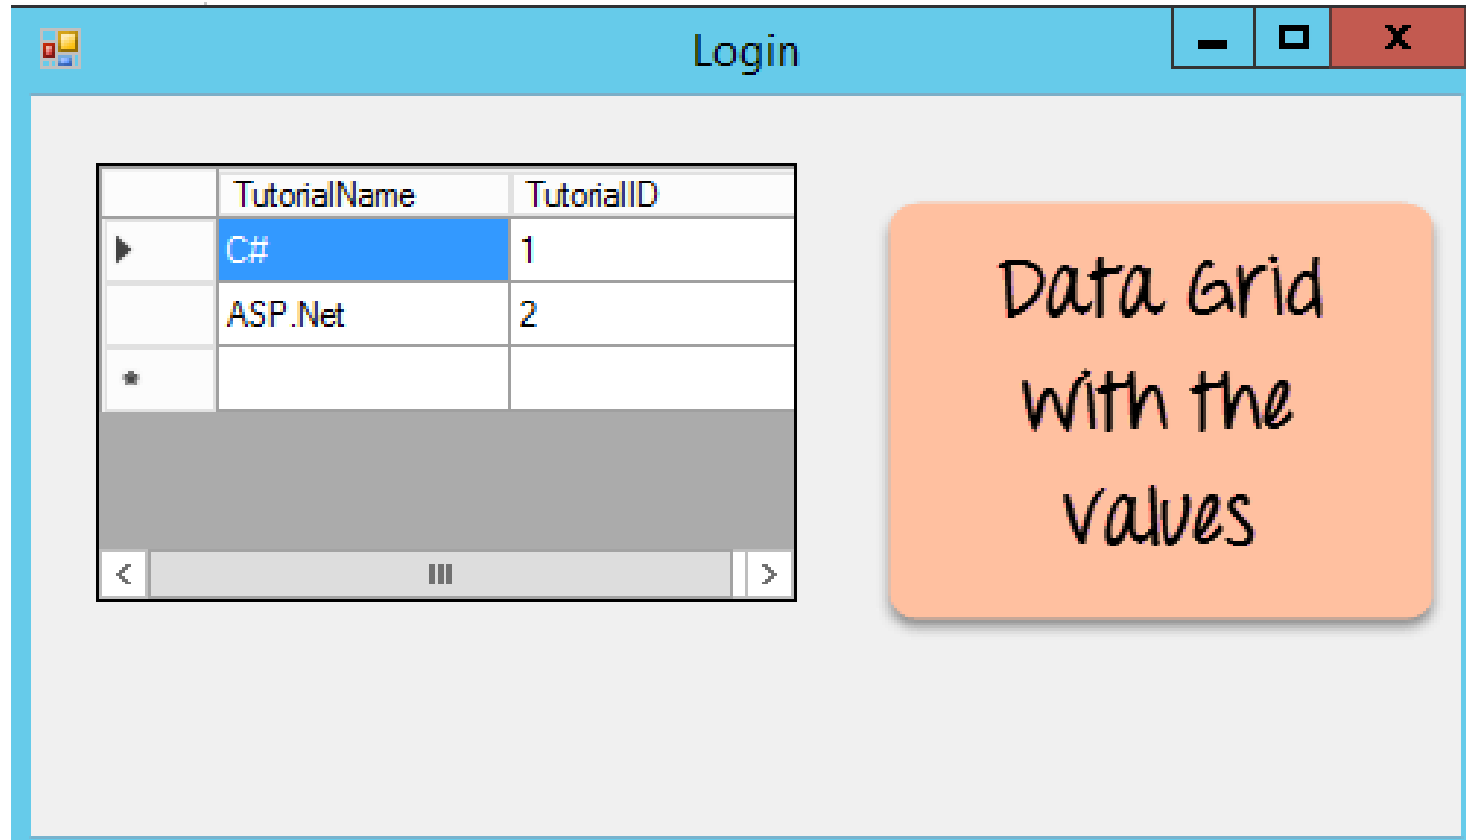 Login
TutorialName TutorialID
C# 1
ASP.Net 2
Data Grid
with the
values